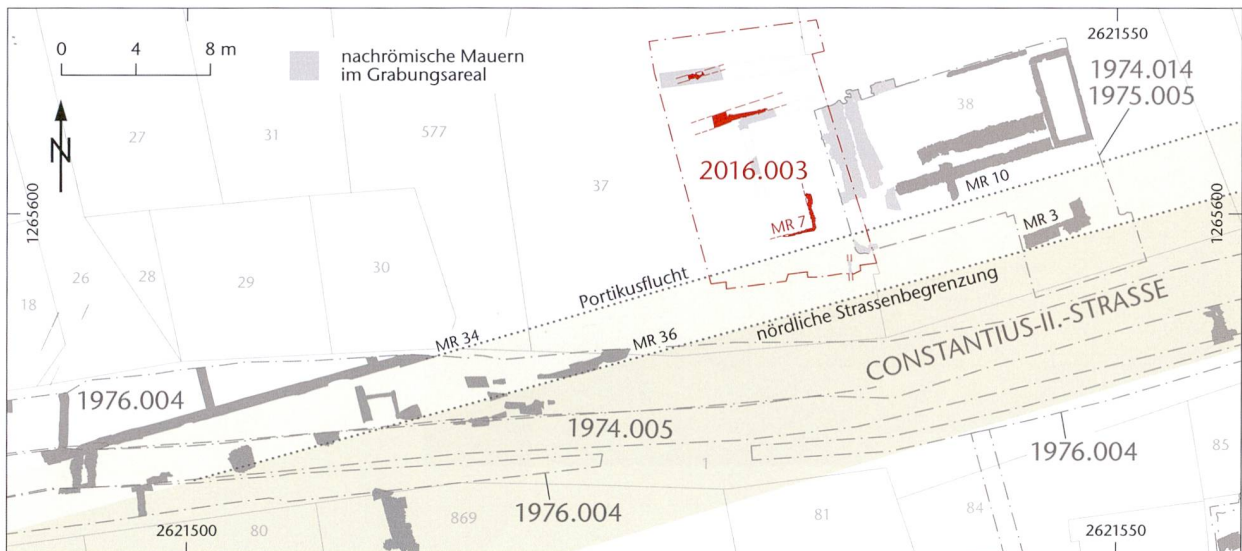 2621550
0 4 8 m
nachrömische Mauern
im Grabungsareal
1974.014
1975.005
38
27
31
577
N
2016.003
37
MR 10
1265600
1265600
MR 7
MR 3
26
28
29
30
18
Portikusflucht
nördliche Strassenbegrenzung
MR 34
MR 36
CONSTANTIUS-II.-STRASSE
1976.004
1974.005
1
1976.004
85
1976.004
2621500
80
869
81
84
2621550